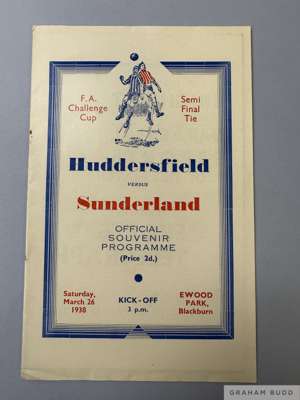 F.A.
Challenge
Cup
Semi
Final
Tie
Huddersfield
VERSUS
Sunderland
OFFICIAL
SOUVENIR
PROGRAMME
(Price 2d.)
Saturday,
March 26
1938
KICK-OFF
3 p.m.
EWOOD
PARK,
Blackburn
GRAHAM BUDD